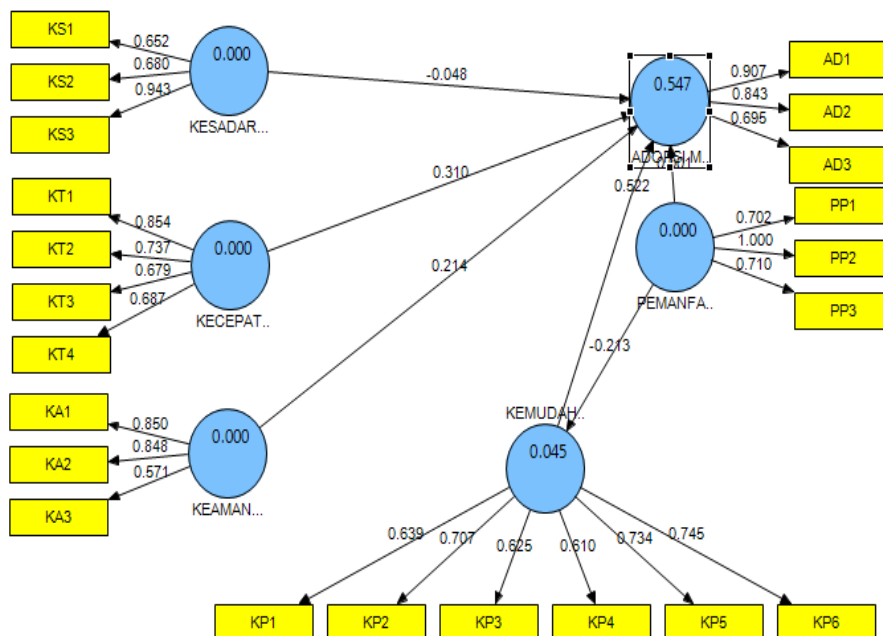 KS1
0.652
KS2
0.680
KS3
0.943
0.000
KESADAR...
-0.048
0.547
ADOPSI M..
0.907
AD1
0.843
AD2
0.695
AD3
KT1
0.854
KT2
0.737
KT3
0.679
KT4
0.687
0.000
KECEPAT..
0.310
0.522
0.000
PEMANFA..
0.702
PP1
1.000
PP2
0.710
PP3
KA1
0.850
KA2
0.848
KA3
0.571
0.000
KEAMAN...
0.214
-0.213
KEMUDAH..
0.045
0.639
0.707
0.625
0.610
0.734
0.745
KP1
KP2
KP3
KP4
KP5
KP6